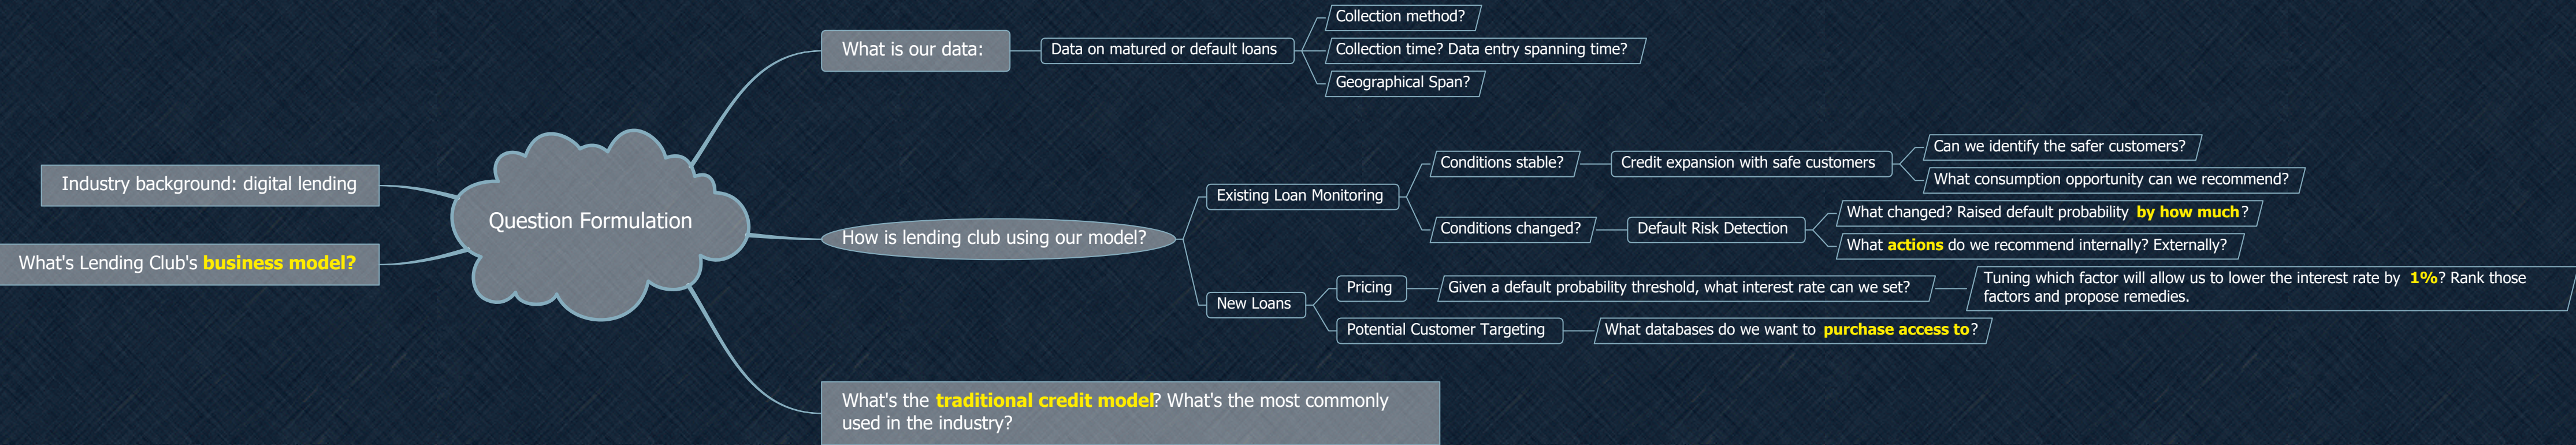 Industry background: digital lending
What's Lending Club's business model?
Question Formulation
What is our data:
Data on matured or default loans
Collection method?
Collection time? Data entry spanning time?
Geographical Span?
How is lending club using our model?
Existing Loan Monitoring
Conditions stable?
Credit expansion with safe customers
Can we identify the safer customers?
What consumption opportunity can we recommend?
Conditions changed?
Default Risk Detection
What changed? Raised default probability by how much?
What actions do we recommend internally? Externally?
New Loans
Pricing
Given a default probability threshold, what interest rate can we set?
Tuning which factor will allow us to lower the interest rate by 1%? Rank those
factors and propose remedies.
Potential Customer Targeting
What databases do we want to purchase access to?
What's the traditional credit model? What's the most commonly
used in the industry?